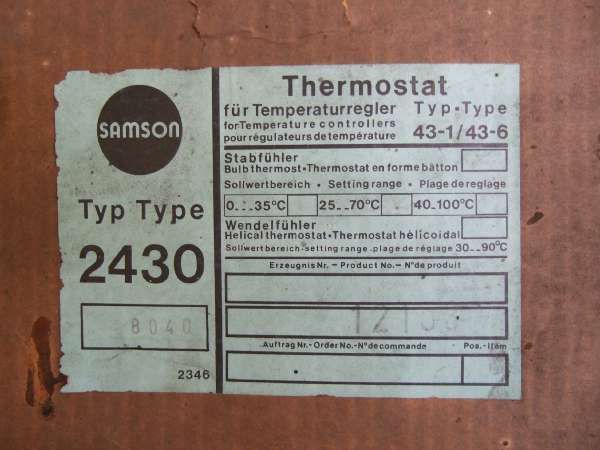 SAMSON
Typ Type
2430
8040
2346
Thermostat
für Temperaturregler Typ-Type
for Temperature controllers
pour régulateurs de température 43-1/43-6
Stabfühler
Bulb thermost.-Thermostat en forme bâtton
Sollwertbereich - Setting range - Plage de reglage
0...35°C 25...70°C 40-100°C
Wendelfühler
Helical thermostat-Thermostat hélicoidal
Sollwertbereich-setting range.plage de réglage 30...90°C
Erzeugnis Nr. - Product No. - N° de produit
Auftrag Nr.-Order No.-N° de commande Pos.-Item